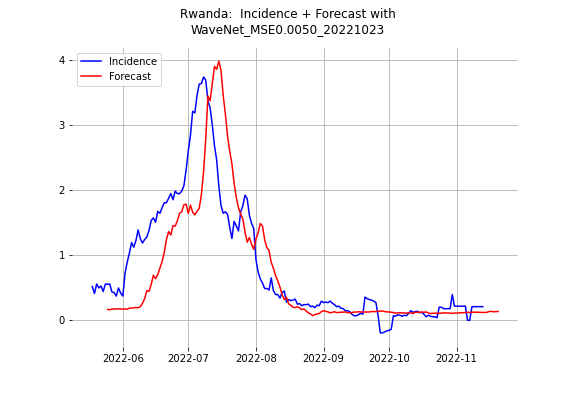 Rwanda:  Incidence + Forecast with
WaveNet_MSE0.0050_20221023
Incidence
Forecast
4
3
2
1
0
2022-06 2022-07 2022-08 2022-09 2022-10 2022-11